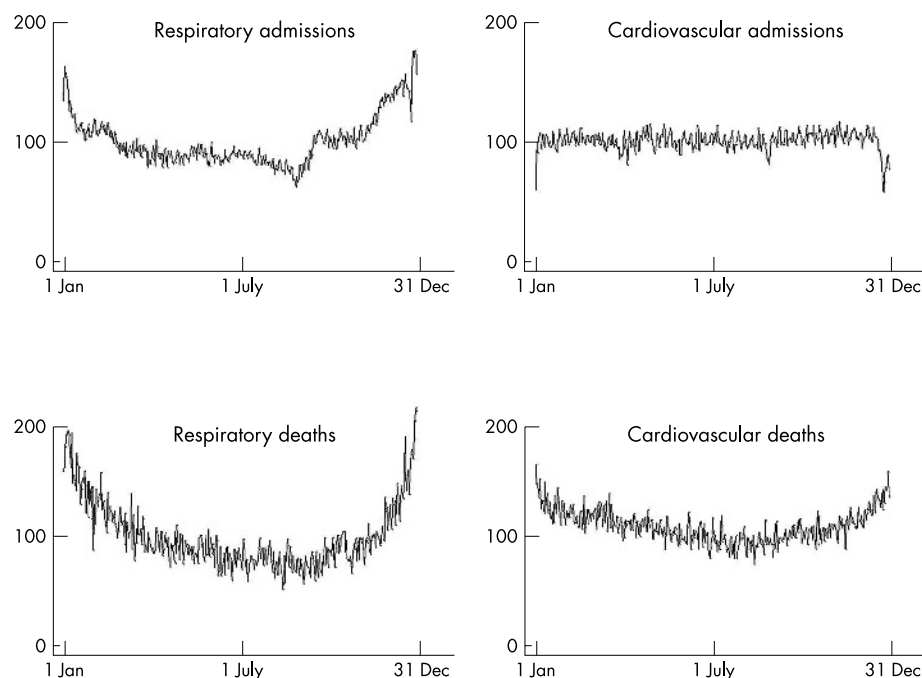 200
Respiratory admissions
100
0
1 Jan
1 July
31 Dec
200
Cardiovascular admissions
100
0
1 Jan
1 July
31 Dec
200
Respiratory deaths
100
0
1 Jan
1 July
31 Dec
200
Cardiovascular deaths
100
0
1 Jan
1 July
31 Dec